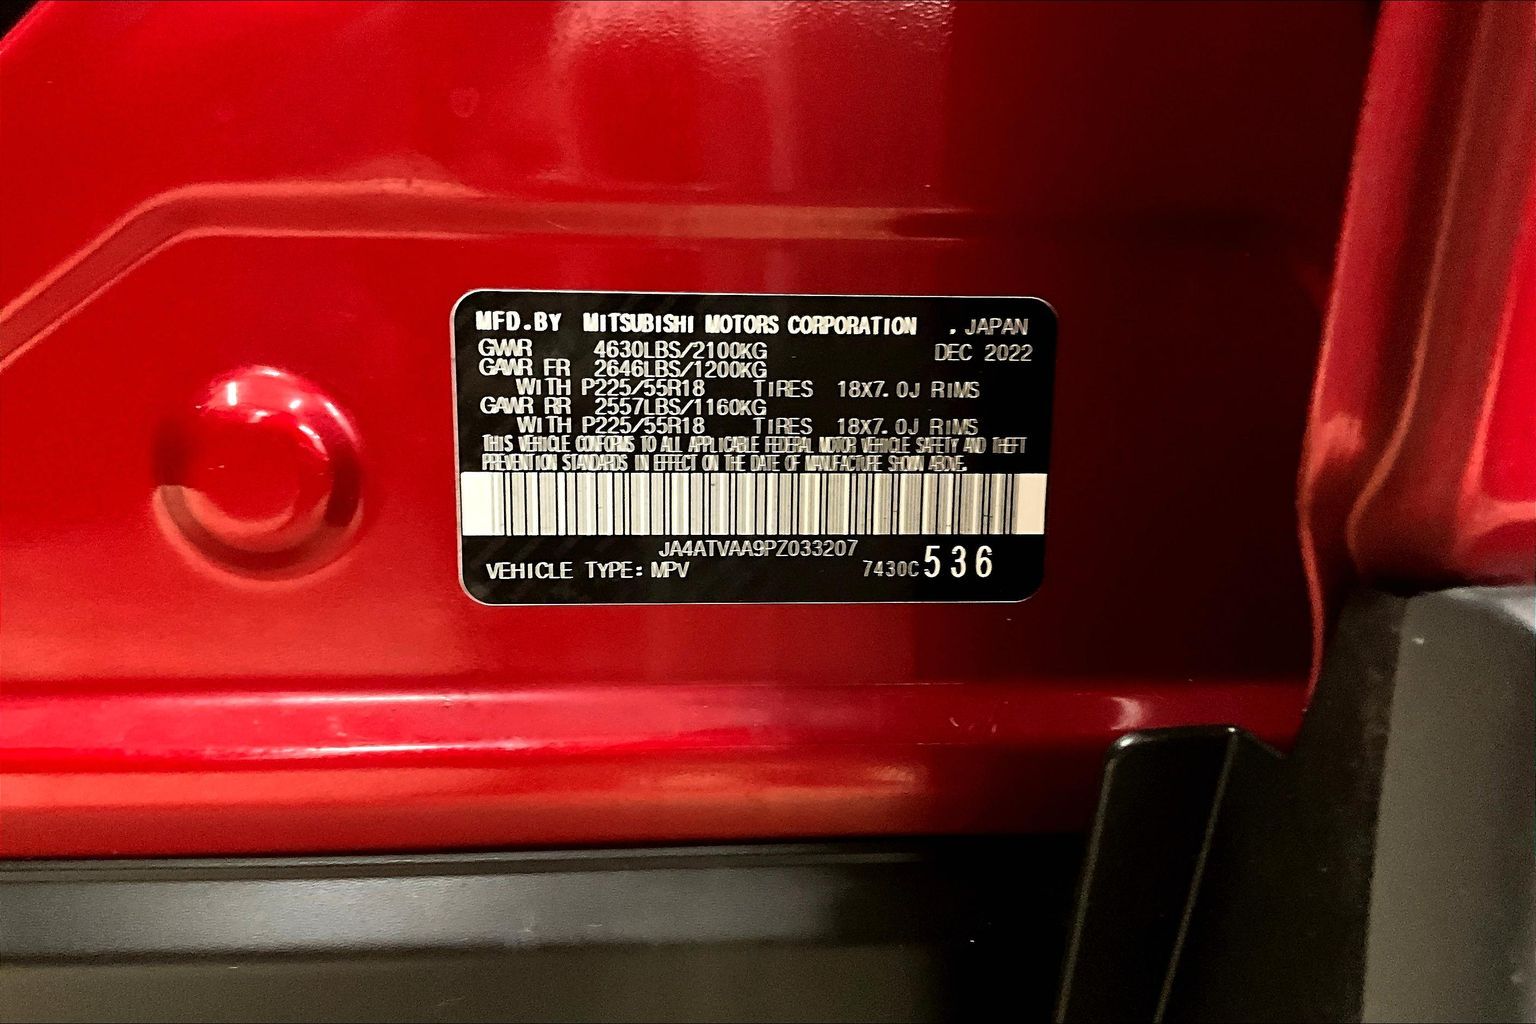 MFD.BY MITSUBISHI MOTORS CORPORATION , JAPAN
GVWR 4630LBS/2100KG DEC 2022
GAWR FR 2646LBS/1200KG
WITH P225/55R18 TIRES 18X7.0J RIMS
GAWR RR 2557LBS/1160KG
WITH P225/55R18 TIRES 18X7.0J RIMS
THIS VEHICLE CONFORMS TO ALL APPLICABLE FEDERAL MOTOR VEHICLE SAFETY AND THEFT
PREVENTION STANDARDS IN EFFECT ON THE DATE OF MANUFACTURE SHOWN ABOVE.
JA4ATVAA9PZ033207
VEHICLE TYPE: MPV 7430C 536